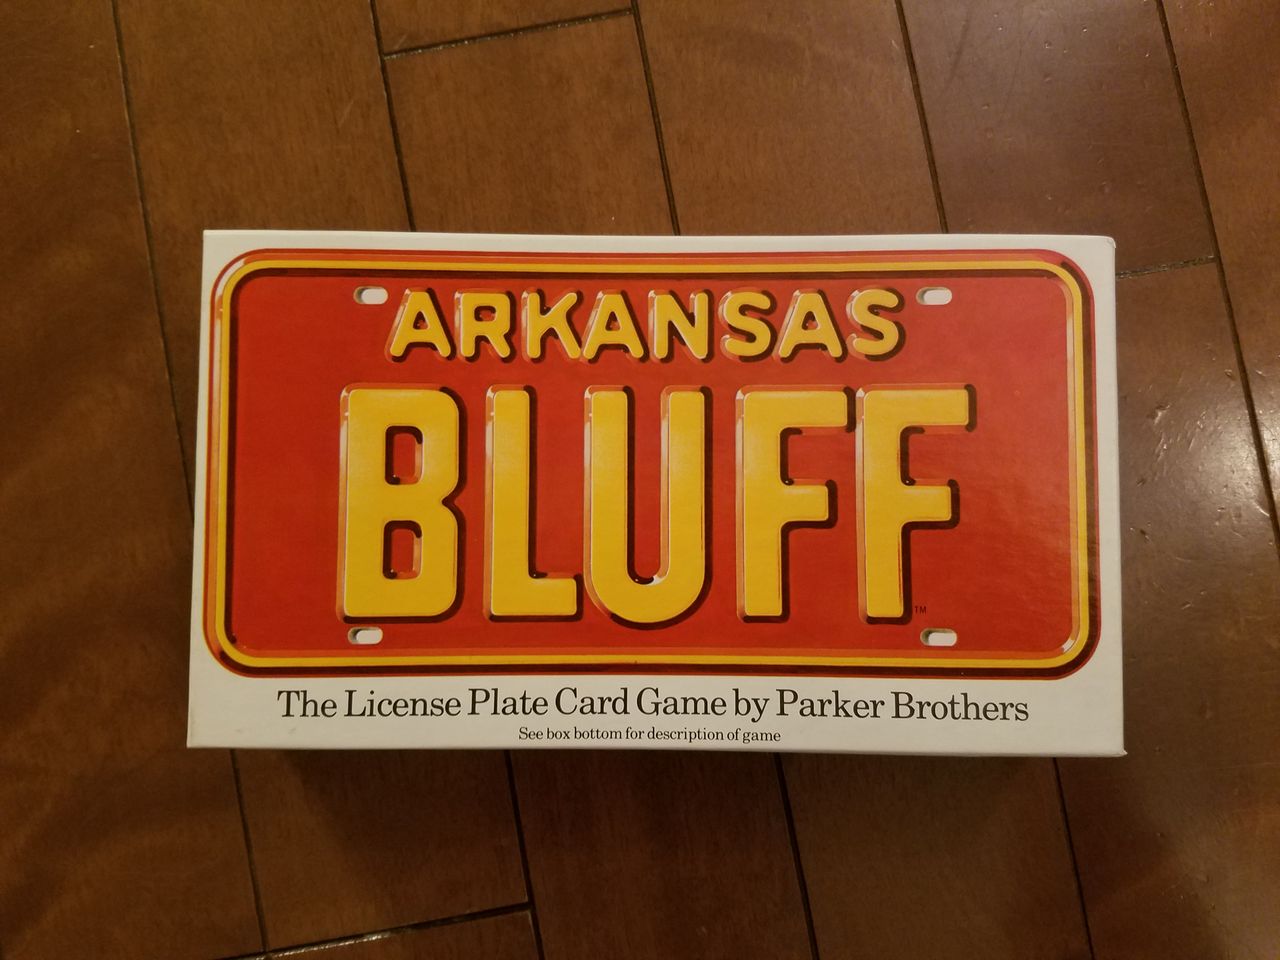 ARKANSAS
BLUFF
TM
The License Plate Card Game by Parker Brothers
See box bottom for description of game